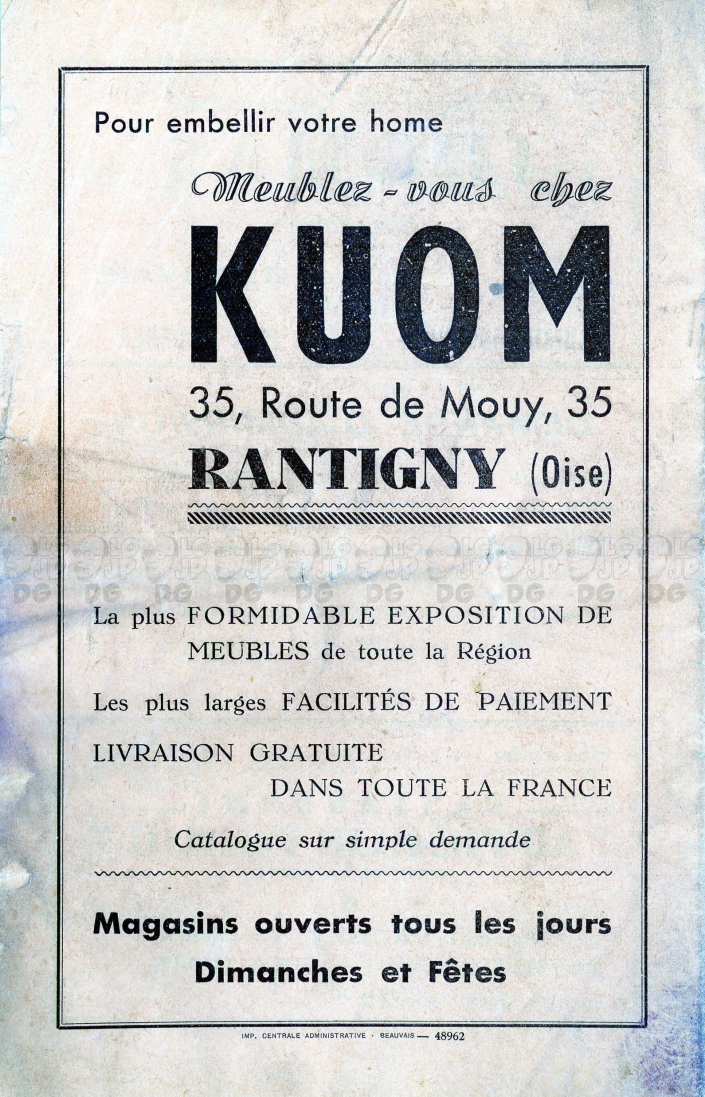 Pour embellir votre home
Meublez-vous chez
KUOM
35, Route de Mouy, 35
RANTIGNY (Oise)
La plus FORMIDABLE EXPOSITION DE
MEUBLES de toute la Région
Les plus larges FACILITÉS DE PAIEMENT
LIVRAISON GRATUITE
DANS TOUTE LA FRANCE
Catalogue sur simple demande
Magasins ouverts tous les jours
Dimanches et Fêtes
IMP. CENTRALE ADMINISTRATIVE - BEAUVAIS — 48962